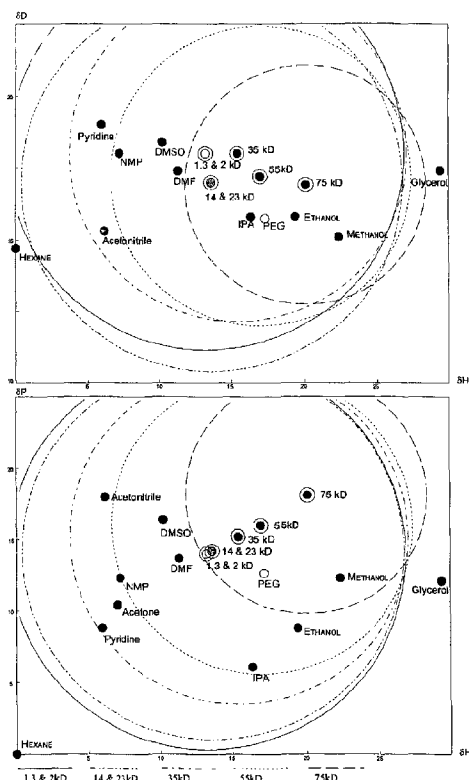 δD
20
Pyridine
DMSO
35 kD
NMP
1.3 & 2 kD
DMF
55kD
Glycerol
75 kD
14 & 23 kD
IPA
ETHANOL
PEG
Acetonitrile
METHANOL
15
HEXANE
10
5
10
15
20
25
δH
δP
20
Acetonitrile
75 kD
DMSO
55kD
35 kD
15
14 & 23 kD
DMF
1.3 & 2 kD
NMP
PEG
METHANOL
Glycerol
Acetone
10
Pyridine
ETHANOL
IPA
5
HEXANE
5
10
15
20
25
δH
1.3 & 2kD
14 & 23kD
35kD
55kD
75kD